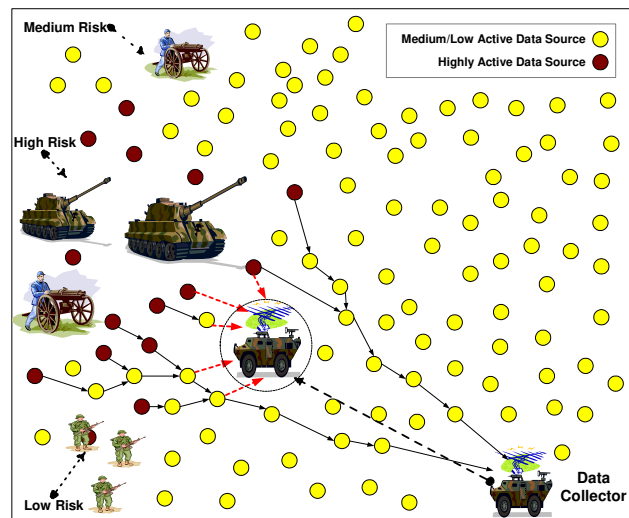 Medium Risk
Medium/Low Active Data Source
Highly Active Data Source
High Risk
Data
Collector
Low Risk